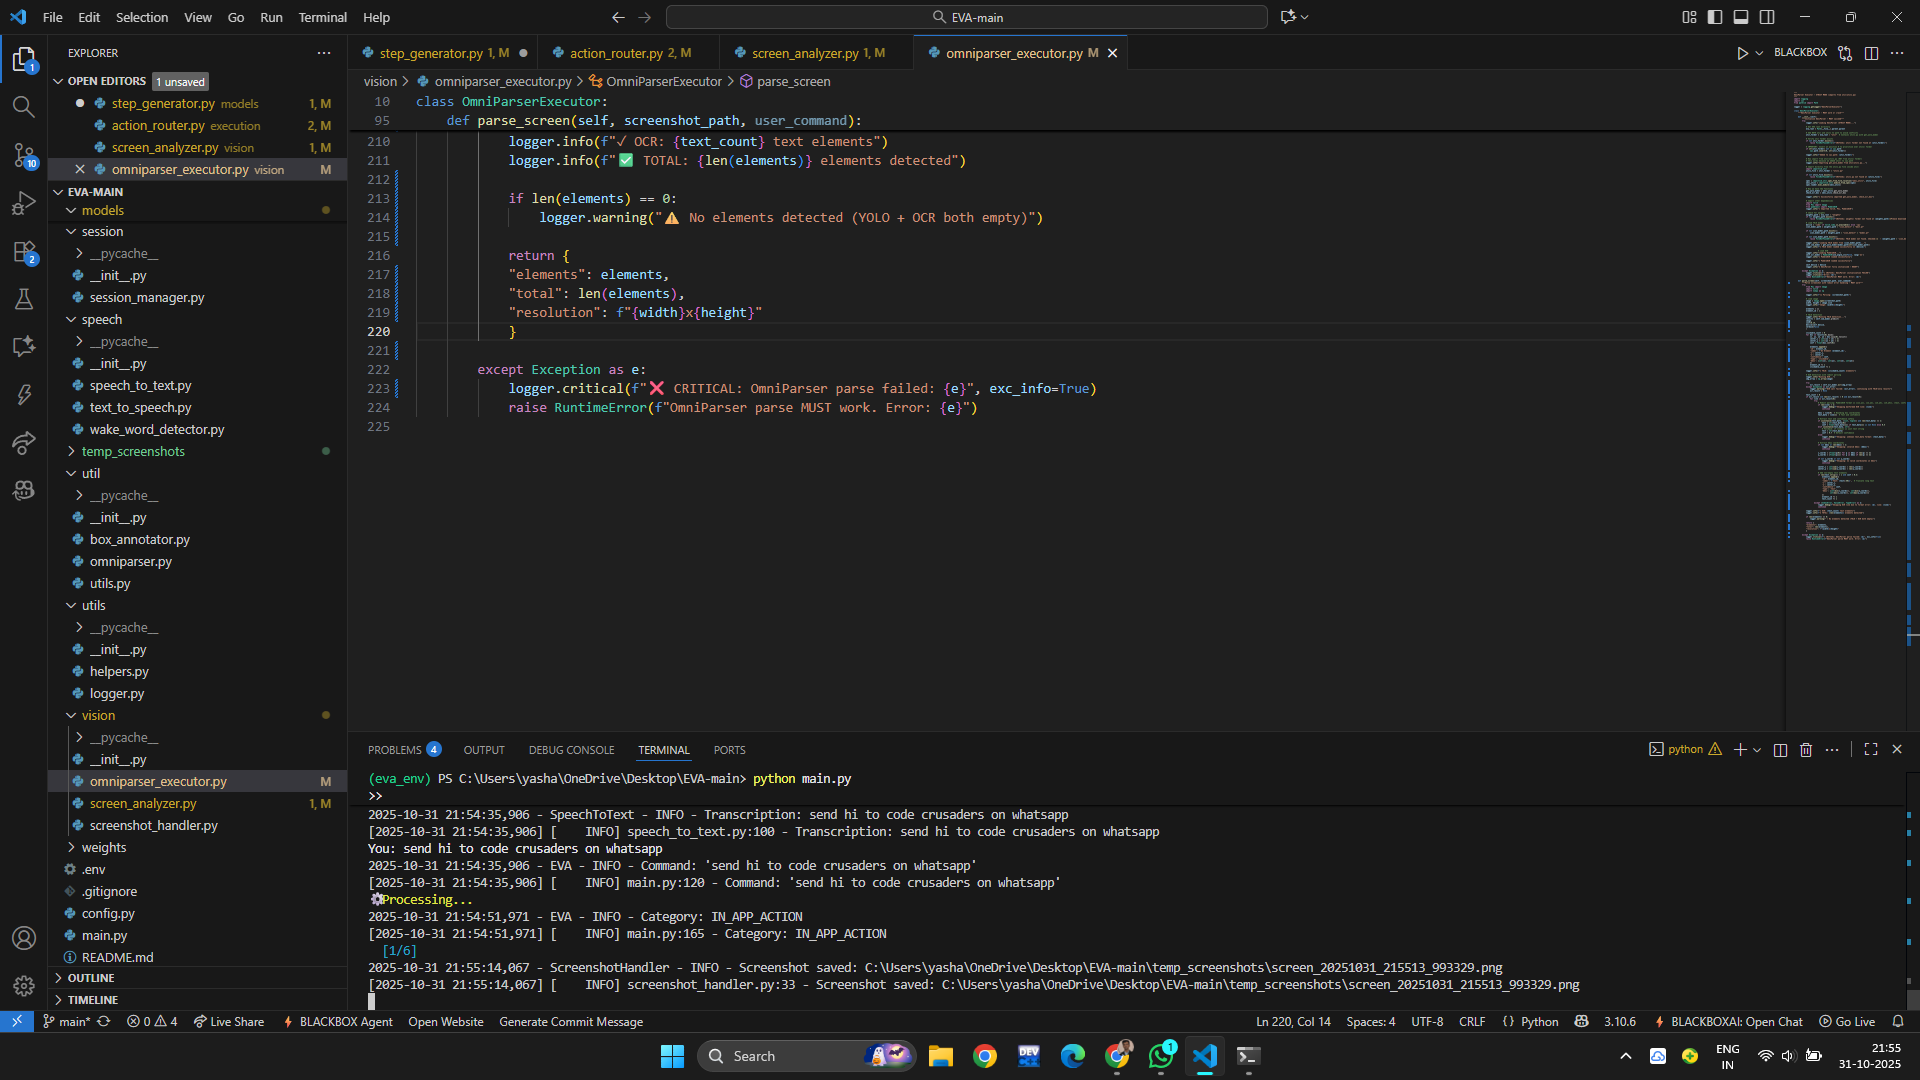 File Edit Selection View Go Run Terminal Help
EVA-main
EXPLORER
OPEN EDITORS 1 unsaved
step_generator.py models 1, M
action_router.py execution 2, M
screen_analyzer.py vision 1, M
omniparser_executor.py vision M
EVA-MAIN
models
session
__pycache__
__init__.py
session_manager.py
speech
__pycache__
__init__.py
speech_to_text.py
text_to_speech.py
wake_word_detector.py
temp_screenshots
util
__pycache__
__init__.py
box_annotator.py
omniparser.py
utils.py
utils
__pycache__
__init__.py
helpers.py
logger.py
vision
__pycache__
__init__.py
omniparser_executor.py M
screen_analyzer.py 1, M
screenshot_handler.py
weights
.env
.gitignore
config.py
main.py
README.md
OUTLINE
TIMELINE
1
10
2
step_generator.py 1, M
action_router.py 2, M
screen_analyzer.py 1, M
omniparser_executor.py M
BLACKBOX
vision > omniparser_executor.py > OmniParserExecutor > parse_screen
10 class OmniParserExecutor:
95 def parse_screen(self, screenshot_path, user_command):
210 logger.info(f"✓ OCR: {text_count} text elements")
211 logger.info(f"✅ TOTAL: {len(elements)} elements detected")
212
213 if len(elements) == 0:
214 logger.warning("⚠️ No elements detected (YOLO + OCR both empty)")
215
216 return {
217 "elements": elements,
218 "total": len(elements),
219 "resolution": f"{width}x{height}"
220 }
221
222 except Exception as e:
223 logger.critical(f"❌ CRITICAL: OmniParser parse failed: {e}", exc_info=True)
224 raise RuntimeError(f"OmniParser parse MUST work. Error: {e}")
225
PROBLEMS 4 OUTPUT DEBUG CONSOLE TERMINAL PORTS
python
(eva_env) PS C:\Users\yasha\OneDrive\Desktop\EVA-main> python main.py
>>
2025-10-31 21:54:35,906 - SpeechToText - INFO - Transcription: send hi to code crusaders on whatsapp
[2025-10-31 21:54:35,906] [    INFO] speech_to_text.py:100 - Transcription: send hi to code crusaders on whatsapp
You: send hi to code crusaders on whatsapp
2025-10-31 21:54:35,906 - EVA - INFO - Command: 'send hi to code crusaders on whatsapp'
[2025-10-31 21:54:35,906] [    INFO] main.py:120 - Command: 'send hi to code crusaders on whatsapp'
⚙Processing...
2025-10-31 21:54:51,971 - EVA - INFO - Category: IN_APP_ACTION
[2025-10-31 21:54:51,971] [    INFO] main.py:165 - Category: IN_APP_ACTION
[1/6]
2025-10-31 21:55:14,067 - ScreenshotHandler - INFO - Screenshot saved: C:\Users\yasha\OneDrive\Desktop\EVA-main\temp_screenshots\screen_20251031_215513_993329.png
[2025-10-31 21:55:14,067] [    INFO] screenshot_handler.py:33 - Screenshot saved: C:\Users\yasha\OneDrive\Desktop\EVA-main\temp_screenshots\screen_20251031_215513_993329.png
main* 0 4 Live Share BLACKBOX Agent Open Website Generate Commit Message
Ln 220, Col 14 Spaces: 4 UTF-8 CRLF {} Python 3.10.6 BLACKBOXAI: Open Chat Go Live
Search
DEV
1
ENG
IN
21:55
31-10-2025